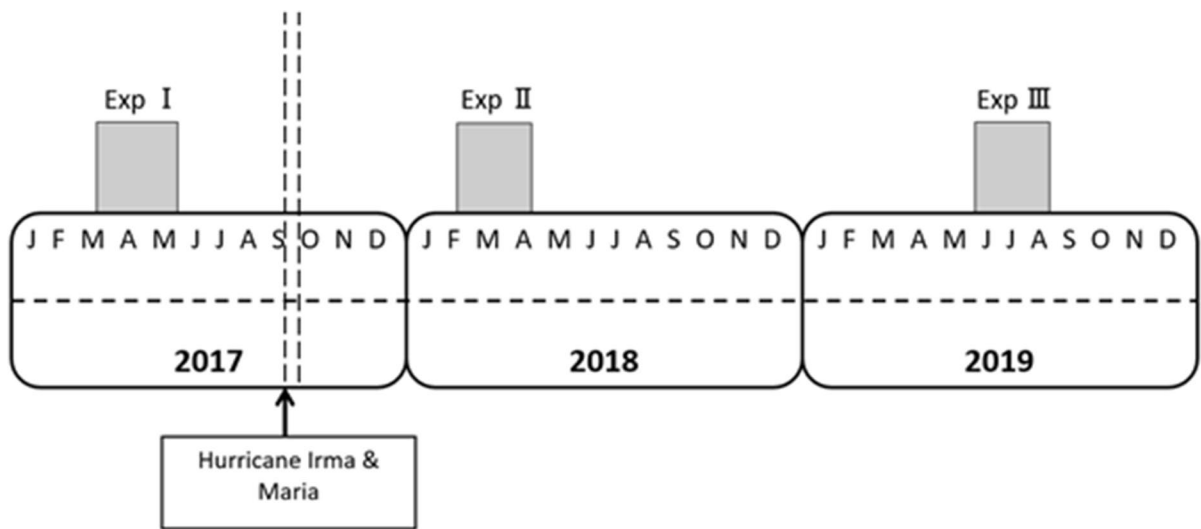 Exp Ⅰ
Exp Ⅱ
Exp Ⅲ
J F M A M J J A S O N D
J F M A M J J A S O N D
J F M A M J J A S O N D
2017
2018
2019
Hurricane Irma &
Maria